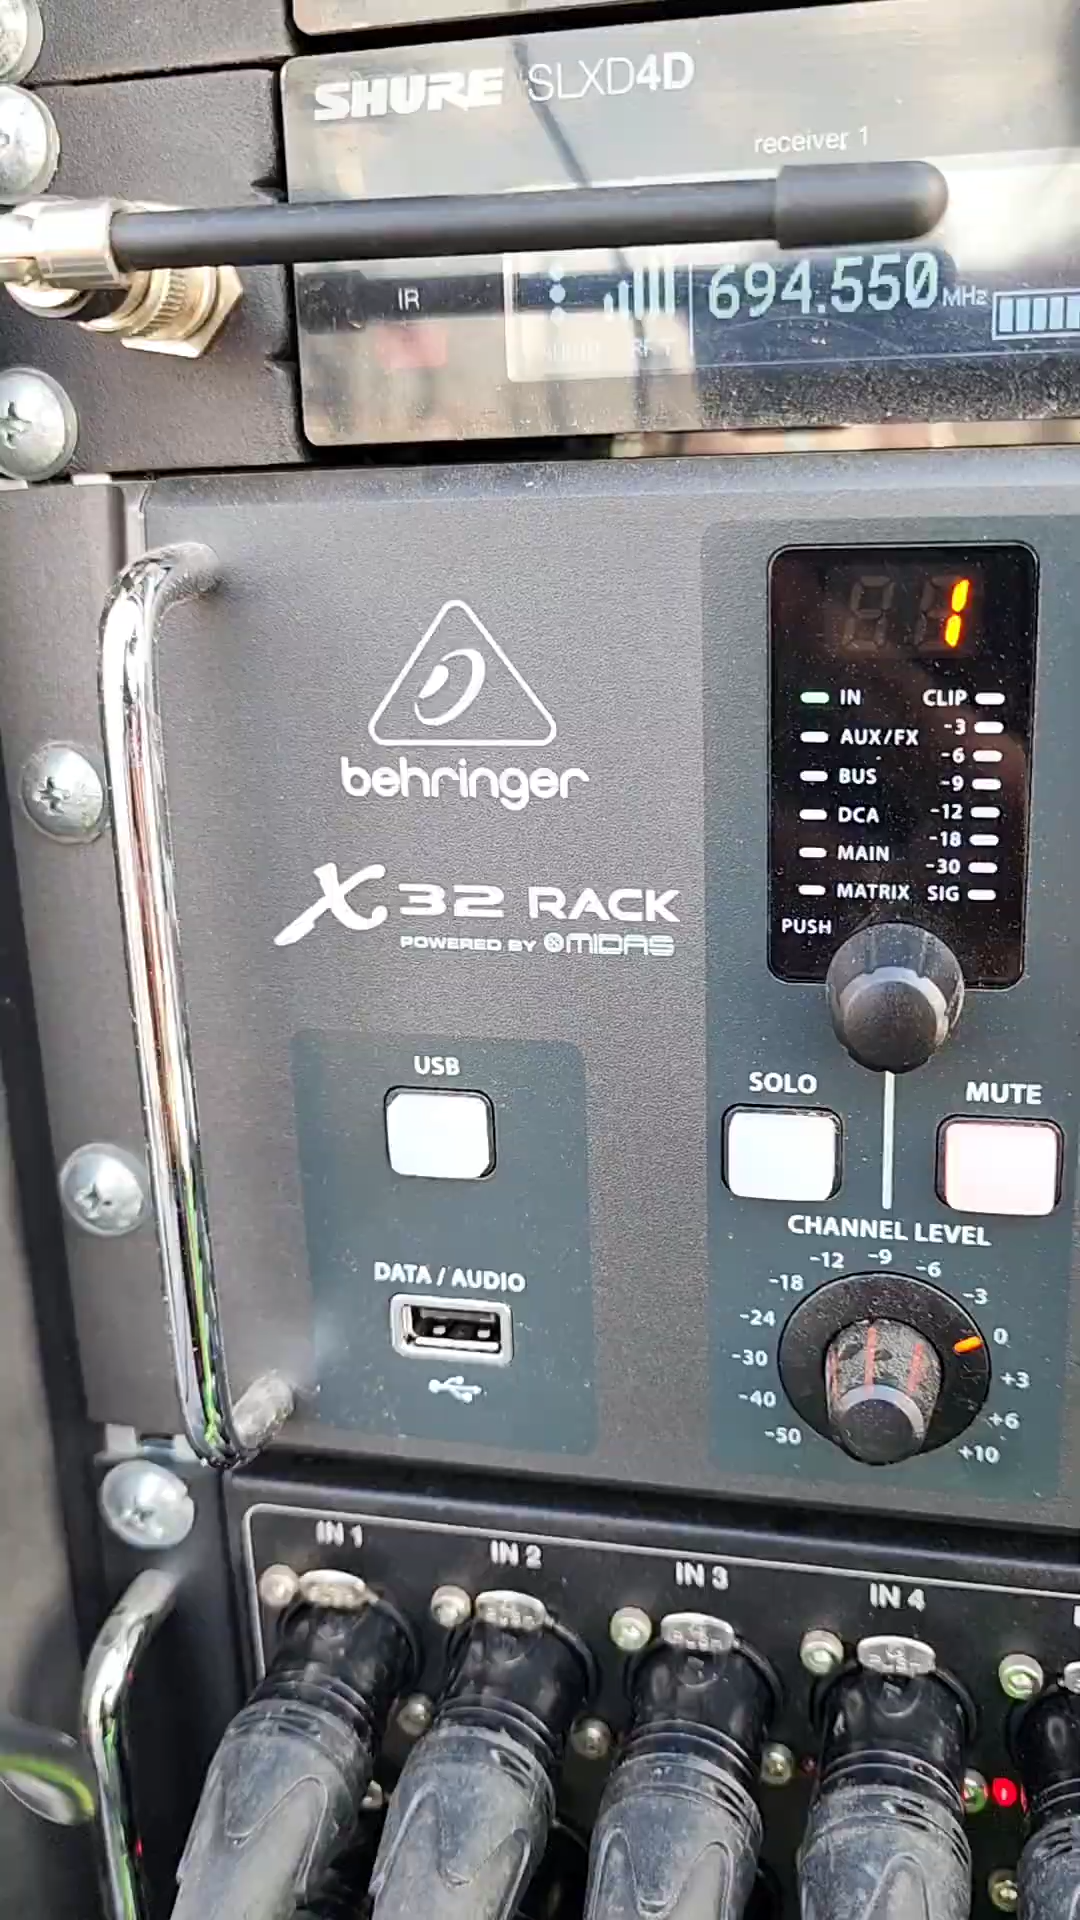 SHURE SLXD4D
receiver 1
IR
694.550 MHz
RF
1
IN CLIP
-3
AUX/FX
-6
BUS
-9
DCA
-12
-18
MAIN
-30
MATRIX SIG
PUSH
behringer
X32 RACK
POWERED BY MIDAS
USB
SOLO
MUTE
DATA / AUDIO
CHANNEL LEVEL
-12 -9 -6
-18 -3
-24 0
-30 +3
-40 +6
-50 +10
IN 1 IN 2 IN 3 IN 4
PUSH